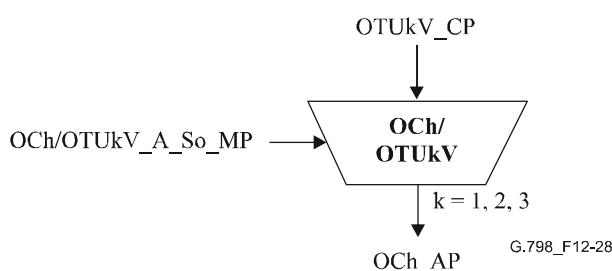 OTUkV_CP
OCh/OTUkV_A_So_MP
OCh/
OTUkV
k = 1, 2, 3
OCh_AP
G.798_F12-28